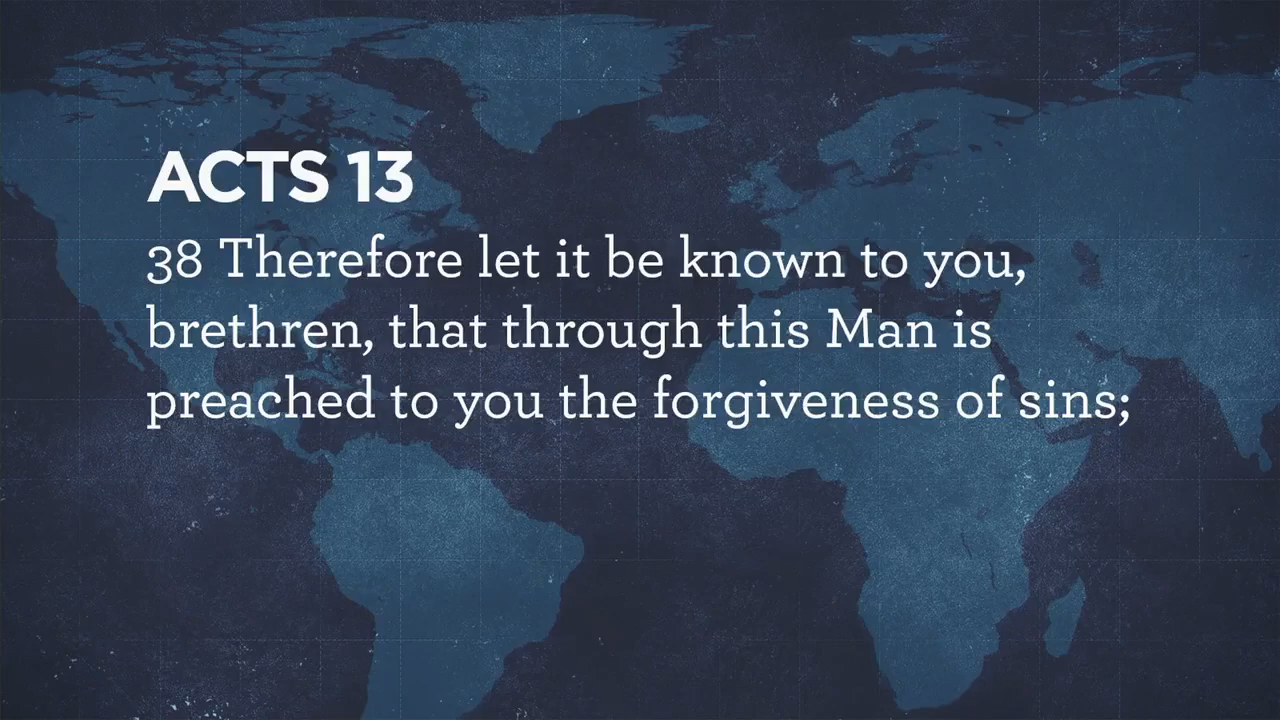 ACTS 13
38 Therefore let it be known to you,
brethren, that through this Man is
preached to you the forgiveness of sins;